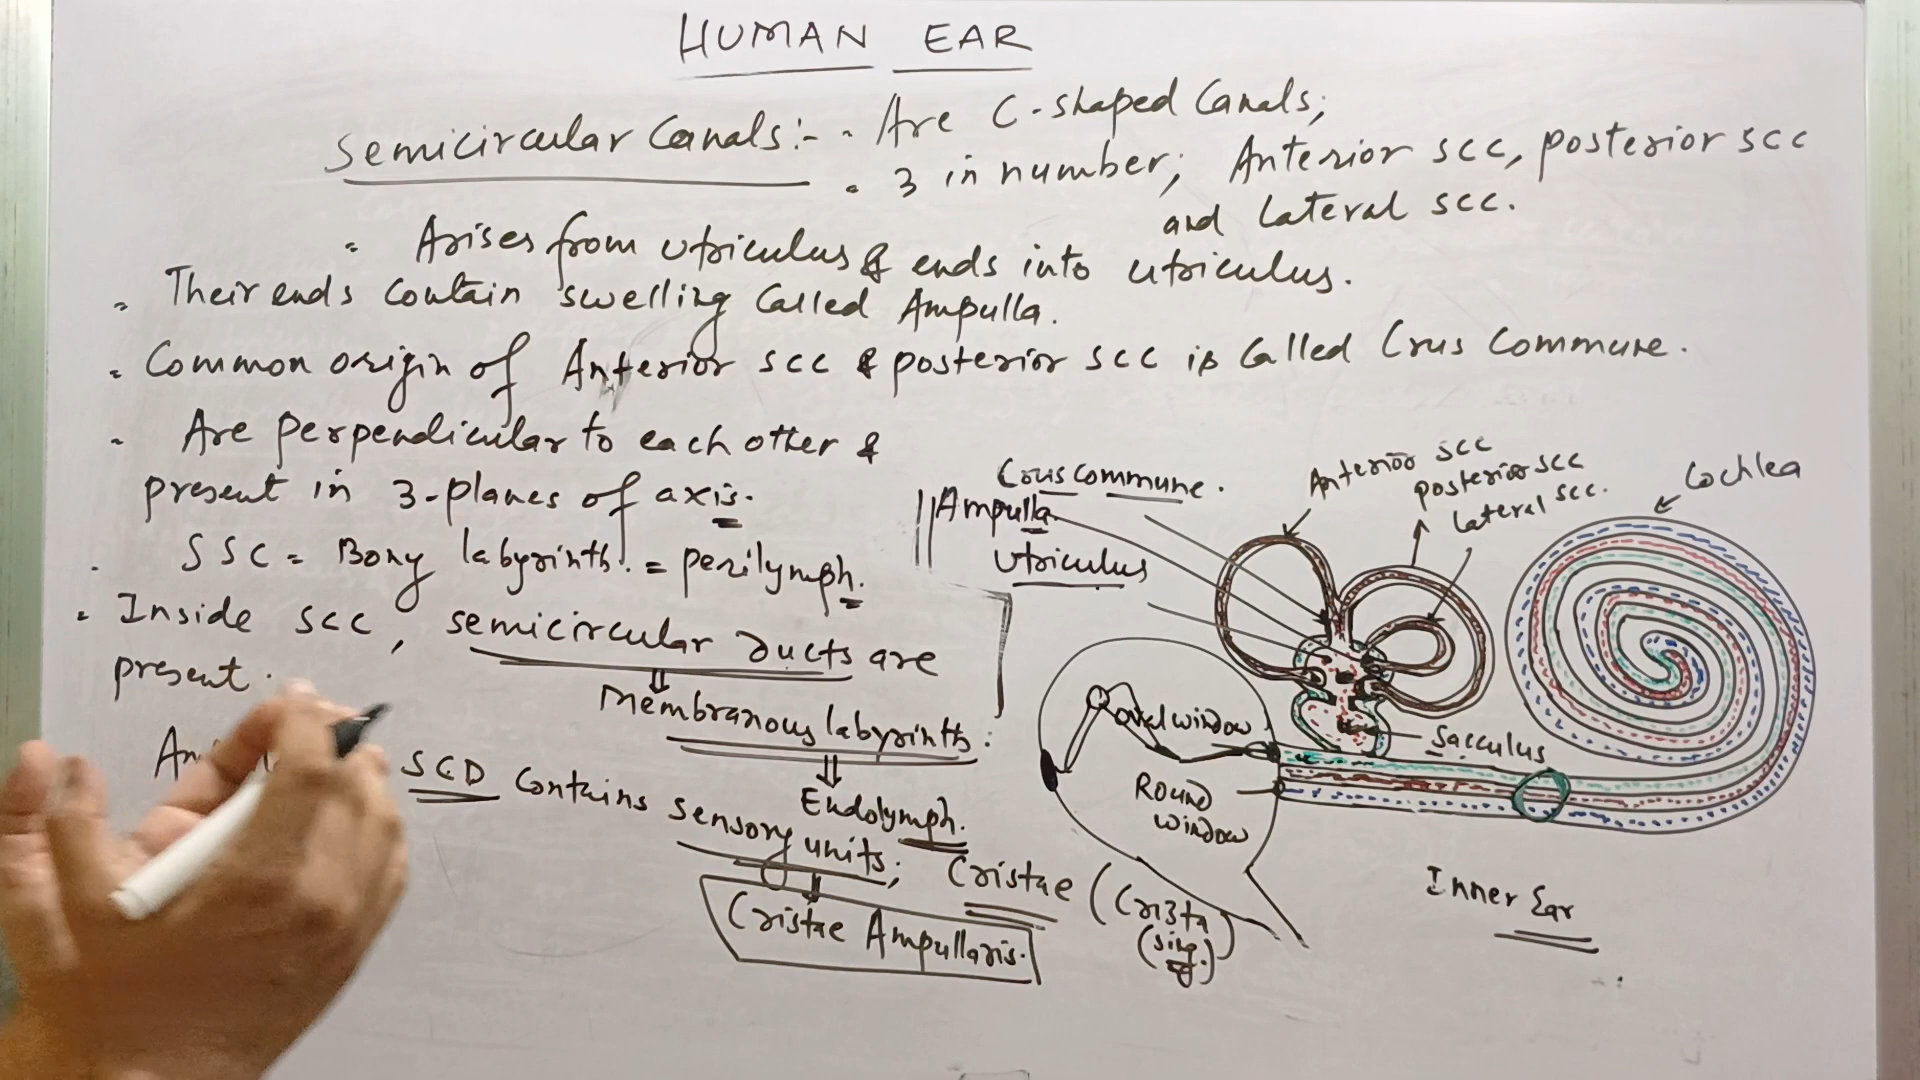 HUMAN EAR
Semicircular Canals:- • Are C-shaped Canals;
• 3 in number; Anterior SCC, posterior SCC
and Lateral SCC.
• Arises from Utriculus & ends into utriculus.
• Their ends contain swelling called Ampulla.
• Common origin of Anterior SCC & posterior SCC is called Crus Commune.
• Are perpendicular to each other &
present in 3-planes of axis.
• SSC = Bony labyrinth. = perilymph.
• Inside SCC, semicircular Ducts are
present.
⇓
Membranous labyrinth:
⇓
Endolymph.
SCD Contains sensory units; Cristae (Crista
(sing.))
Cristae Ampullaris.
Crus commune.
Ampulla
Utriculus
Anterior SCC
posterior SCC
lateral SCC.
Cochlea
oval window
Sacculus
Round
window
Inner Ear